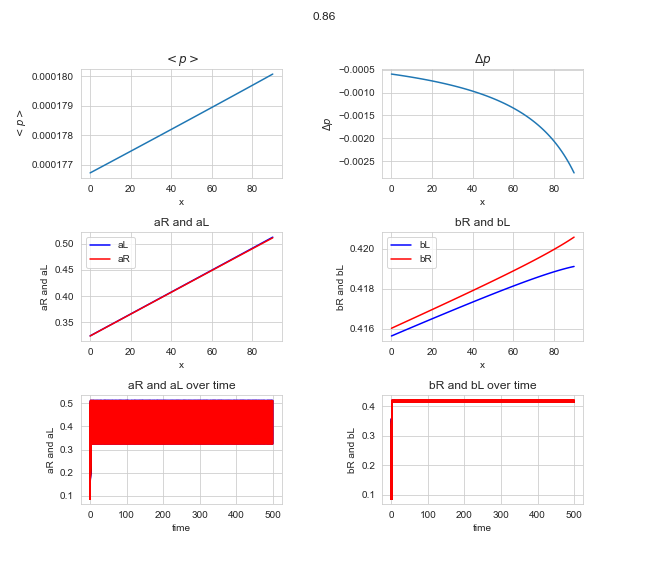 0.86
< p >
Δp
0.000180
0.000179
0.000178
0.000177
< p >
0 20 40 60 80
x
−0.0005
−0.0010
−0.0015
−0.0020
−0.0025
Δp
0 20 40 60 80
x
aR and aL
bR and bL
0.50
0.45
0.40
0.35
aR and aL
aL
aR
0 20 40 60 80
x
0.420
0.418
0.416
bR and bL
bL
bR
0 20 40 60 80
x
aR and aL over time
bR and bL over time
0.5
0.4
0.3
0.2
0.1
aR and aL
0 100 200 300 400 500
time
0.4
0.3
0.2
0.1
bR and bL
0 100 200 300 400 500
time